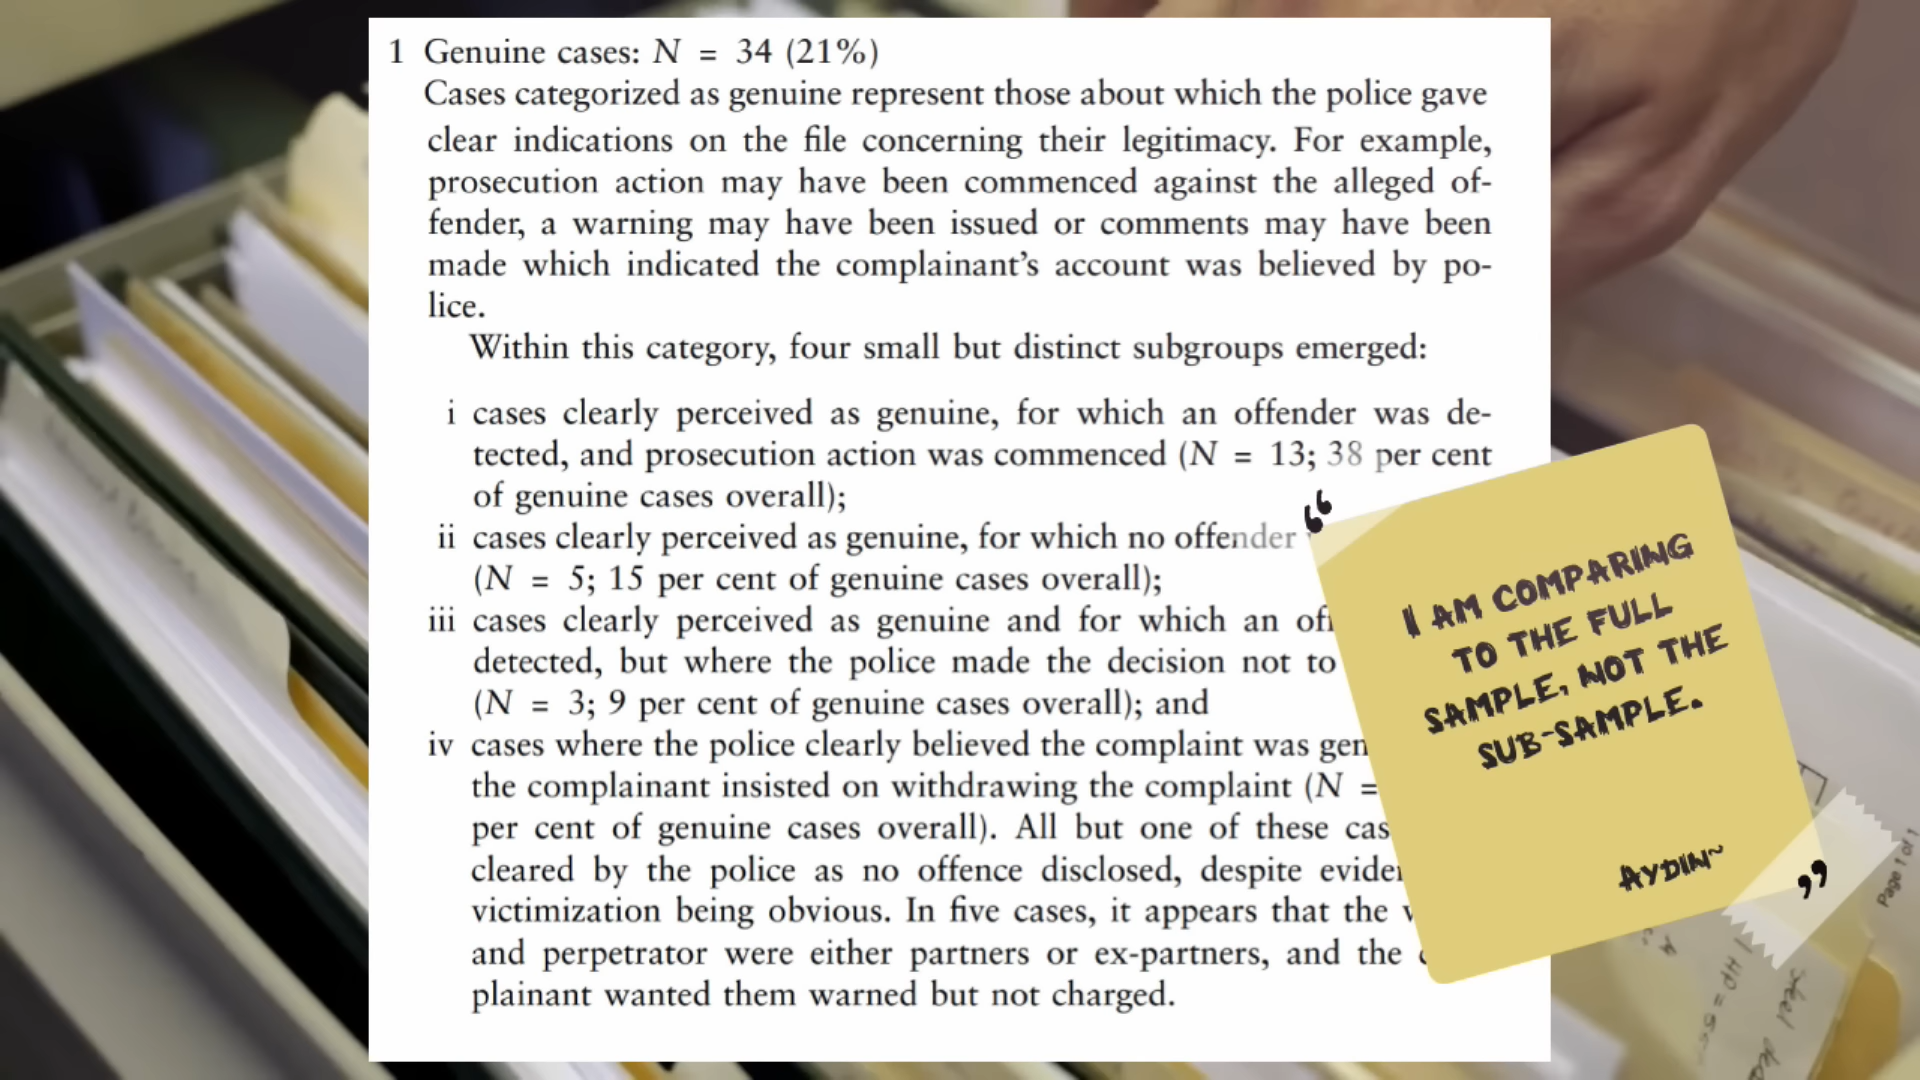 1 Genuine cases: N = 34 (21%)
Cases categorized as genuine represent those about which the police gave
clear indications on the file concerning their legitimacy. For example,
prosecution action may have been commenced against the alleged of-
fender, a warning may have been issued or comments may have been
made which indicated the complainant's account was believed by po-
lice.
Within this category, four small but distinct subgroups emerged:
i cases clearly perceived as genuine, for which an offender was de-
tected, and prosecution action was commenced (N = 13; 38 per cent
of genuine cases overall);
ii cases clearly perceived as genuine, for which no offender
(N = 5; 15 per cent of genuine cases overall);
iii cases clearly perceived as genuine and for which an
detected, but where the police made the decision not to
(N = 3; 9 per cent of genuine cases overall); and
iv cases where the police clearly believed the complaint was
the complainant insisted on withdrawing the complaint (N =
per cent of genuine cases overall). All but one of these
cleared by the police as no offence disclosed, despite
victimization being obvious. In five cases, it appears that the
and perpetrator were either partners or ex-partners, and the
plainant wanted them warned but not charged.
“
I AM COMPARING
TO THE FULL
SAMPLE, NOT THE
SUB-SAMPLE.
AYDIN~
”
Page 1 of 1